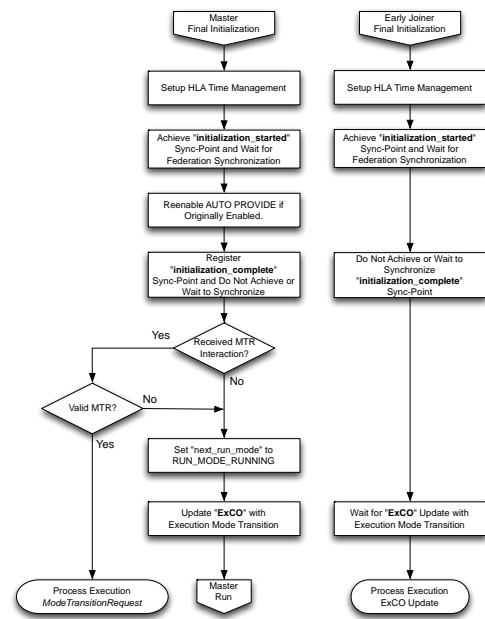 Master
Final Initialization
Early Joiner
Final Initialization
Setup HLA Time Management
Setup HLA Time Management
Achieve "initialization_started"
Sync-Point and Wait for
Federation Synchronization
Achieve "initialization_started"
Sync-Point and Wait for
Federation Synchronization
Reenable AUTO PROVIDE if
Originally Enabled.
Register
"initialization_complete"
Sync-Point and Do Not Achieve or
Wait to Synchronize
Do Not Achieve or Wait to
Synchronize
"initialization_complete"
Sync-Point
Yes
Received MTR
Interaction?
No
Valid MTR?
No
Yes
Set "next_run_mode" to
RUN_MODE_RUNNING
Update "ExCO" with
Execution Mode Transition
Wait for "ExCO" Update with
Execution Mode Transition
Process Execution
ModeTransitionRequest
Master
Run
Process Execution
ExCO Update